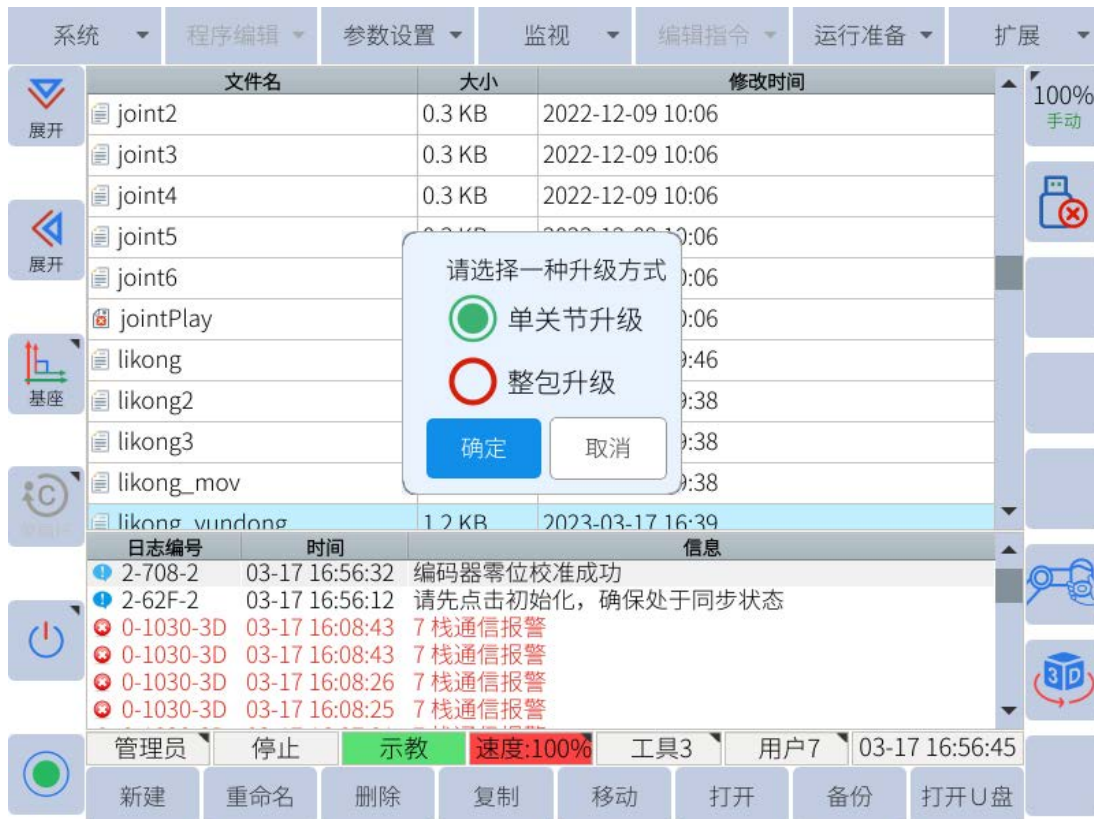 系统 程序编辑 参数设置 监视 编辑指令 运行准备 扩展
文件名 大小 修改时间
展开
100%
手动
joint2 0.3 KB 2022-12-09 10:06
joint3 0.3 KB 2022-12-09 10:06
joint4 0.3 KB 2022-12-09 10:06
joint5 :06
展开
joint6 :06
jointPlay :06
likong :46
基座
likong2 :38
likong3 :38
likong_mov :38
likong_yundong 1.2 KB 2023-03-17 16:39
请选择一种升级方式
单关节升级
整包升级
确定 取消
日志编号 时间 信息
2-708-2 03-17 16:56:32 编码器零位校准成功
2-62F-2 03-17 16:56:12 请先点击初始化，确保处于同步状态
0-1030-3D 03-17 16:08:43 7 栈通信报警
0-1030-3D 03-17 16:08:43 7 栈通信报警
0-1030-3D 03-17 16:08:26 7 栈通信报警
0-1030-3D 03-17 16:08:25 7 栈通信报警
3D
管理员 停止 示教 速度:100% 工具3 用户7 03-17 16:56:45
新建 重命名 删除 复制 移动 打开 备份 打开U盘